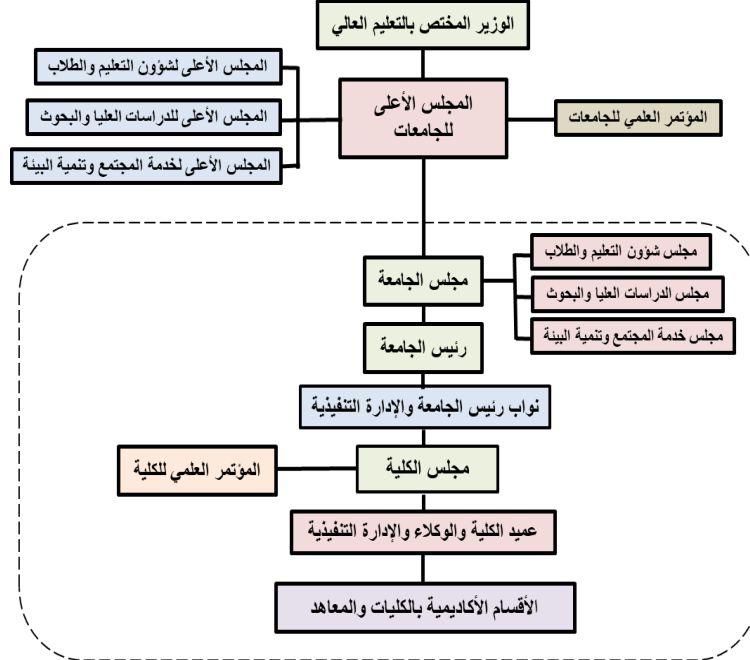 الوزير المختص بالتعليم العالي
المجلس الأعلى لشؤون التعليم والطلاب
المجلس الأعلى للدراسات العليا والبحوث
المجلس الأعلى لخدمة المجتمع وتنمية البيئة
المجلس الأعلى
للجامعات
المؤتمر العلمي للجامعات
مجلس الجامعة
مجلس شؤون التعليم والطلاب
مجلس الدراسات العليا والبحوث
مجلس خدمة المجتمع وتنمية البيئة
رئيس الجامعة
نواب رئيس الجامعة والإدارة التنفيذية
مجلس الكلية
المؤتمر العلمي للكلية
عميد الكلية والوكلاء والإدارة التنفيذية
الأقسام الأكاديمية بالكليات والمعاهد